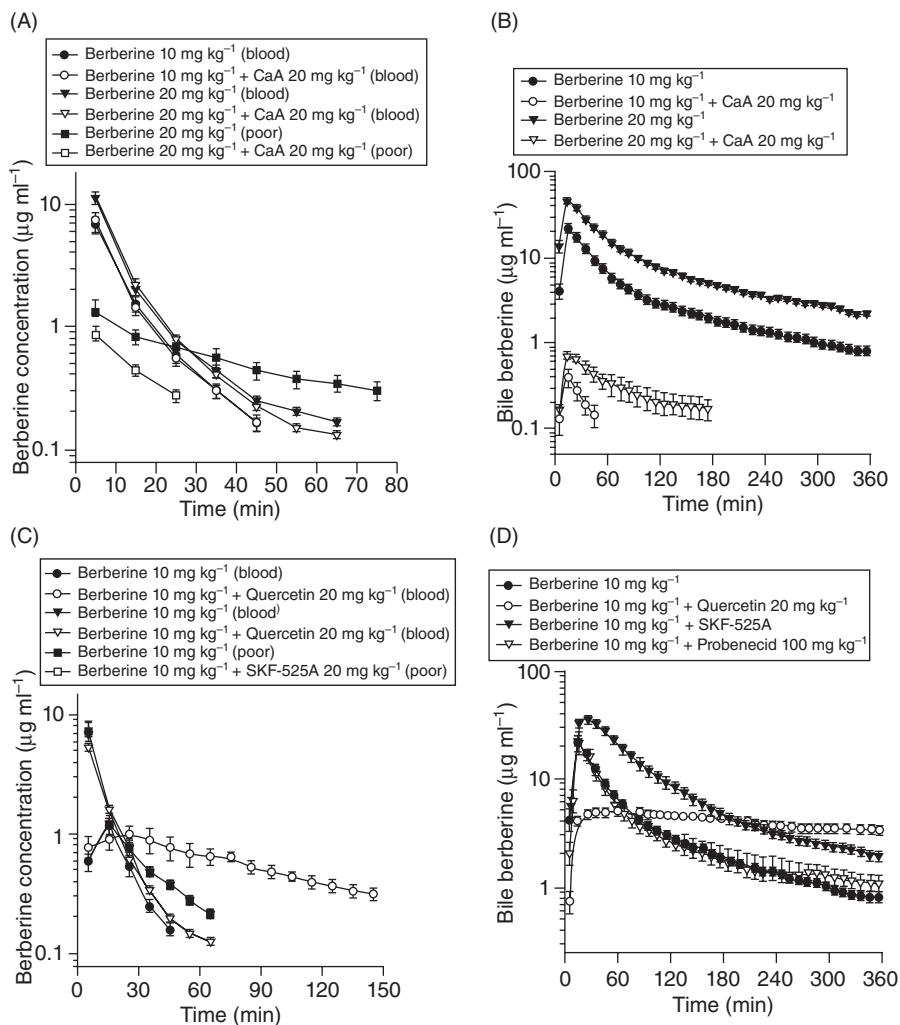 (A)
Berberine 10 mg kg⁻¹ (blood)
Berberine 10 mg kg⁻¹ + CaA 20 mg kg⁻¹ (blood)
Berberine 20 mg kg⁻¹ (blood)
Berberine 20 mg kg⁻¹ + CaA 20 mg kg⁻¹ (blood)
Berberine 20 mg kg⁻¹ (poor)
Berberine 20 mg kg⁻¹ + CaA 20 mg kg⁻¹ (poor)
Berberine concentration (µg ml⁻¹)
10
1
0.1
0 10 20 30 40 50 60 70 80
Time (min)
(B)
Berberine 10 mg kg⁻¹
Berberine 10 mg kg⁻¹ + CaA 20 mg kg⁻¹
Berberine 20 mg kg⁻¹
Berberine 20 mg kg⁻¹ + CaA 20 mg kg⁻¹
Bile berberine (µg ml⁻¹)
100
10
1
0.1
0 60 120 180 240 300 360
Time (min)
(C)
Berberine 10 mg kg⁻¹ (blood)
Berberine 10 mg kg⁻¹ + Quercetin 20 mg kg⁻¹ (blood)
Berberine 10 mg kg⁻¹ (blood)
Berberine 10 mg kg⁻¹ + Quercetin 20 mg kg⁻¹ (blood)
Berberine 10 mg kg⁻¹ (poor)
Berberine 10 mg kg⁻¹ + SKF-525A 20 mg kg⁻¹ (poor)
Berberine concentration (µg ml⁻¹)
10
1
0.1
0 30 60 90 120 150
Time (min)
(D)
Berberine 10 mg kg⁻¹
Berberine 10 mg kg⁻¹ + Quercetin 20 mg kg⁻¹
Berberine 10 mg kg⁻¹ + SKF-525A
Berberine 10 mg kg⁻¹ + Probenecid 100 mg kg⁻¹
Bile berberine (µg ml⁻¹)
100
10
1
0 60 120 180 240 300 360
Time (min)